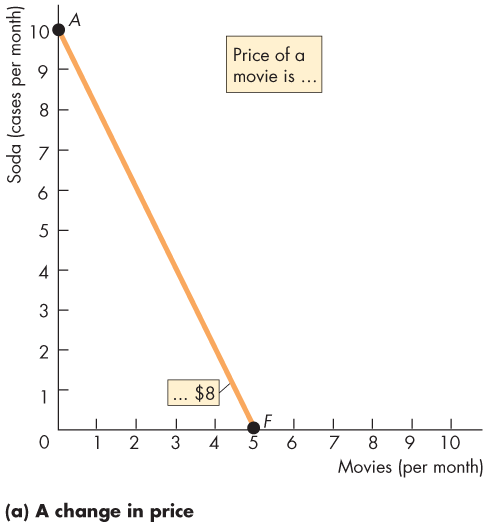 Soda (cases per month)
10
A
9
8
7
6
5
4
3
2
1
Price of a
movie is ...
... $8
F
0 1 2 3 4 5 6 7 8 9 10
Movies (per month)
(a) A change in price